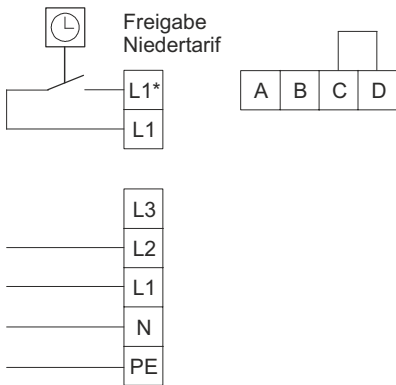 Freigabe
Niedertarif
L1*
L1
A B C D
L3
L2
L1
N
PE